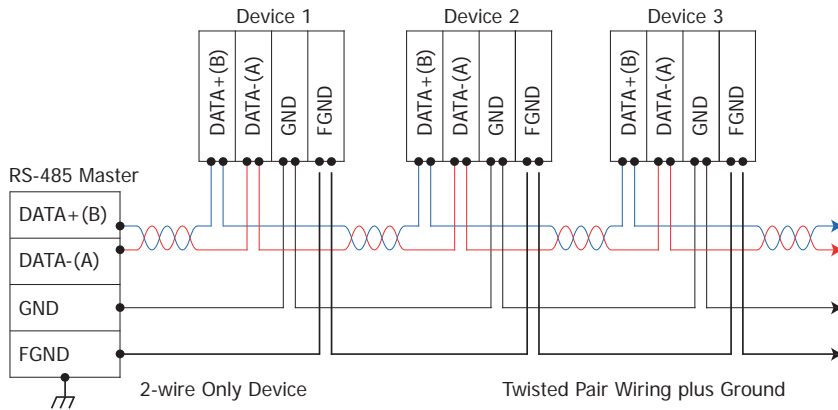 Device 1
Device 2
Device 3
DATA+(B)
DATA-(A)
GND
FGND
DATA+(B)
DATA-(A)
GND
FGND
DATA+(B)
DATA-(A)
GND
FGND
RS-485 Master
DATA+(B)
DATA-(A)
GND
FGND
2-wire Only Device
Twisted Pair Wiring plus Ground